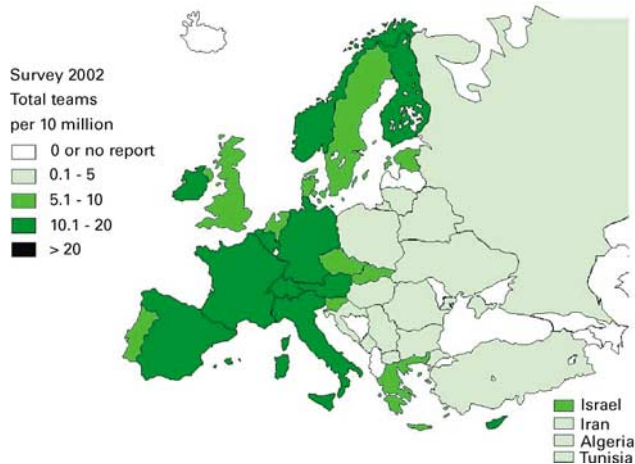 Survey 2002
Total teams
per 10 million
0 or no report
0.1 - 5
5.1 - 10
10.1 - 20
> 20
Israel
Iran
Algeria
Tunisia